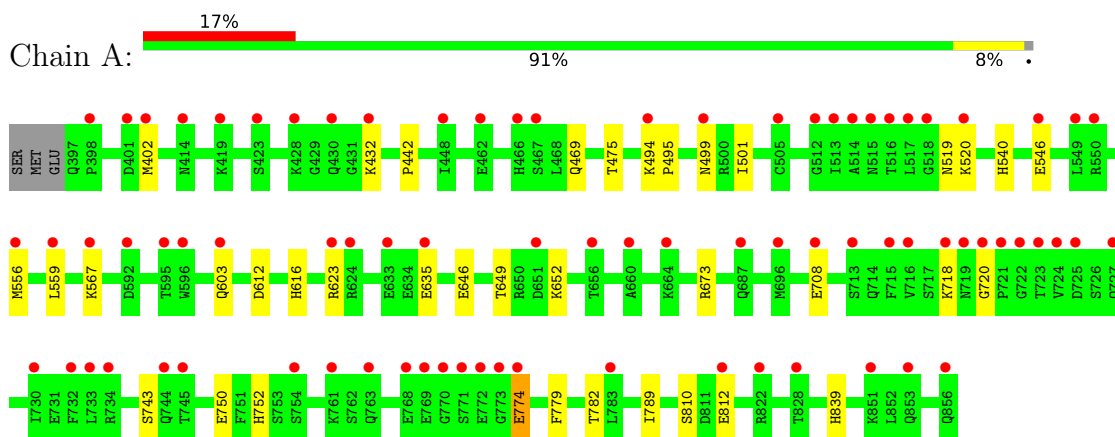 17%
Chain A:
91% 8% •
SER MET GLU Q397 P398 D401 M402 N414 K419 S423 K428 G429 Q430 G431 K432 P442 I448 E462 H466 S467 L468 Q469 T475 K494 P495 N499 R500 I501 C505 G512 I513 A514 N515 T516 L517 G518 N519 K520 H540 E546 L549 R550
M556 L559 K567 D592 T595 W596 Q603 D612 H616 R623 R624 E633 E634 E635 E646 T649 R650 D651 K652 T656 A660 K664 R673 Q687 M696 E708 S713 Q714 F715 V716 S717 K718 N719 G720 P721 G722 T723 V724 D725 S726
I730 E731 F732 L733 R734 S743 Q744 T745 E750 F751 H752 S753 S754 K761 S762 Q763 E768 E769 G770 S771 E772 G773 E774 F779 T782 L783 I789 S810 D811 E812 R822 T828 H839 K851 L852 Q853 Q856